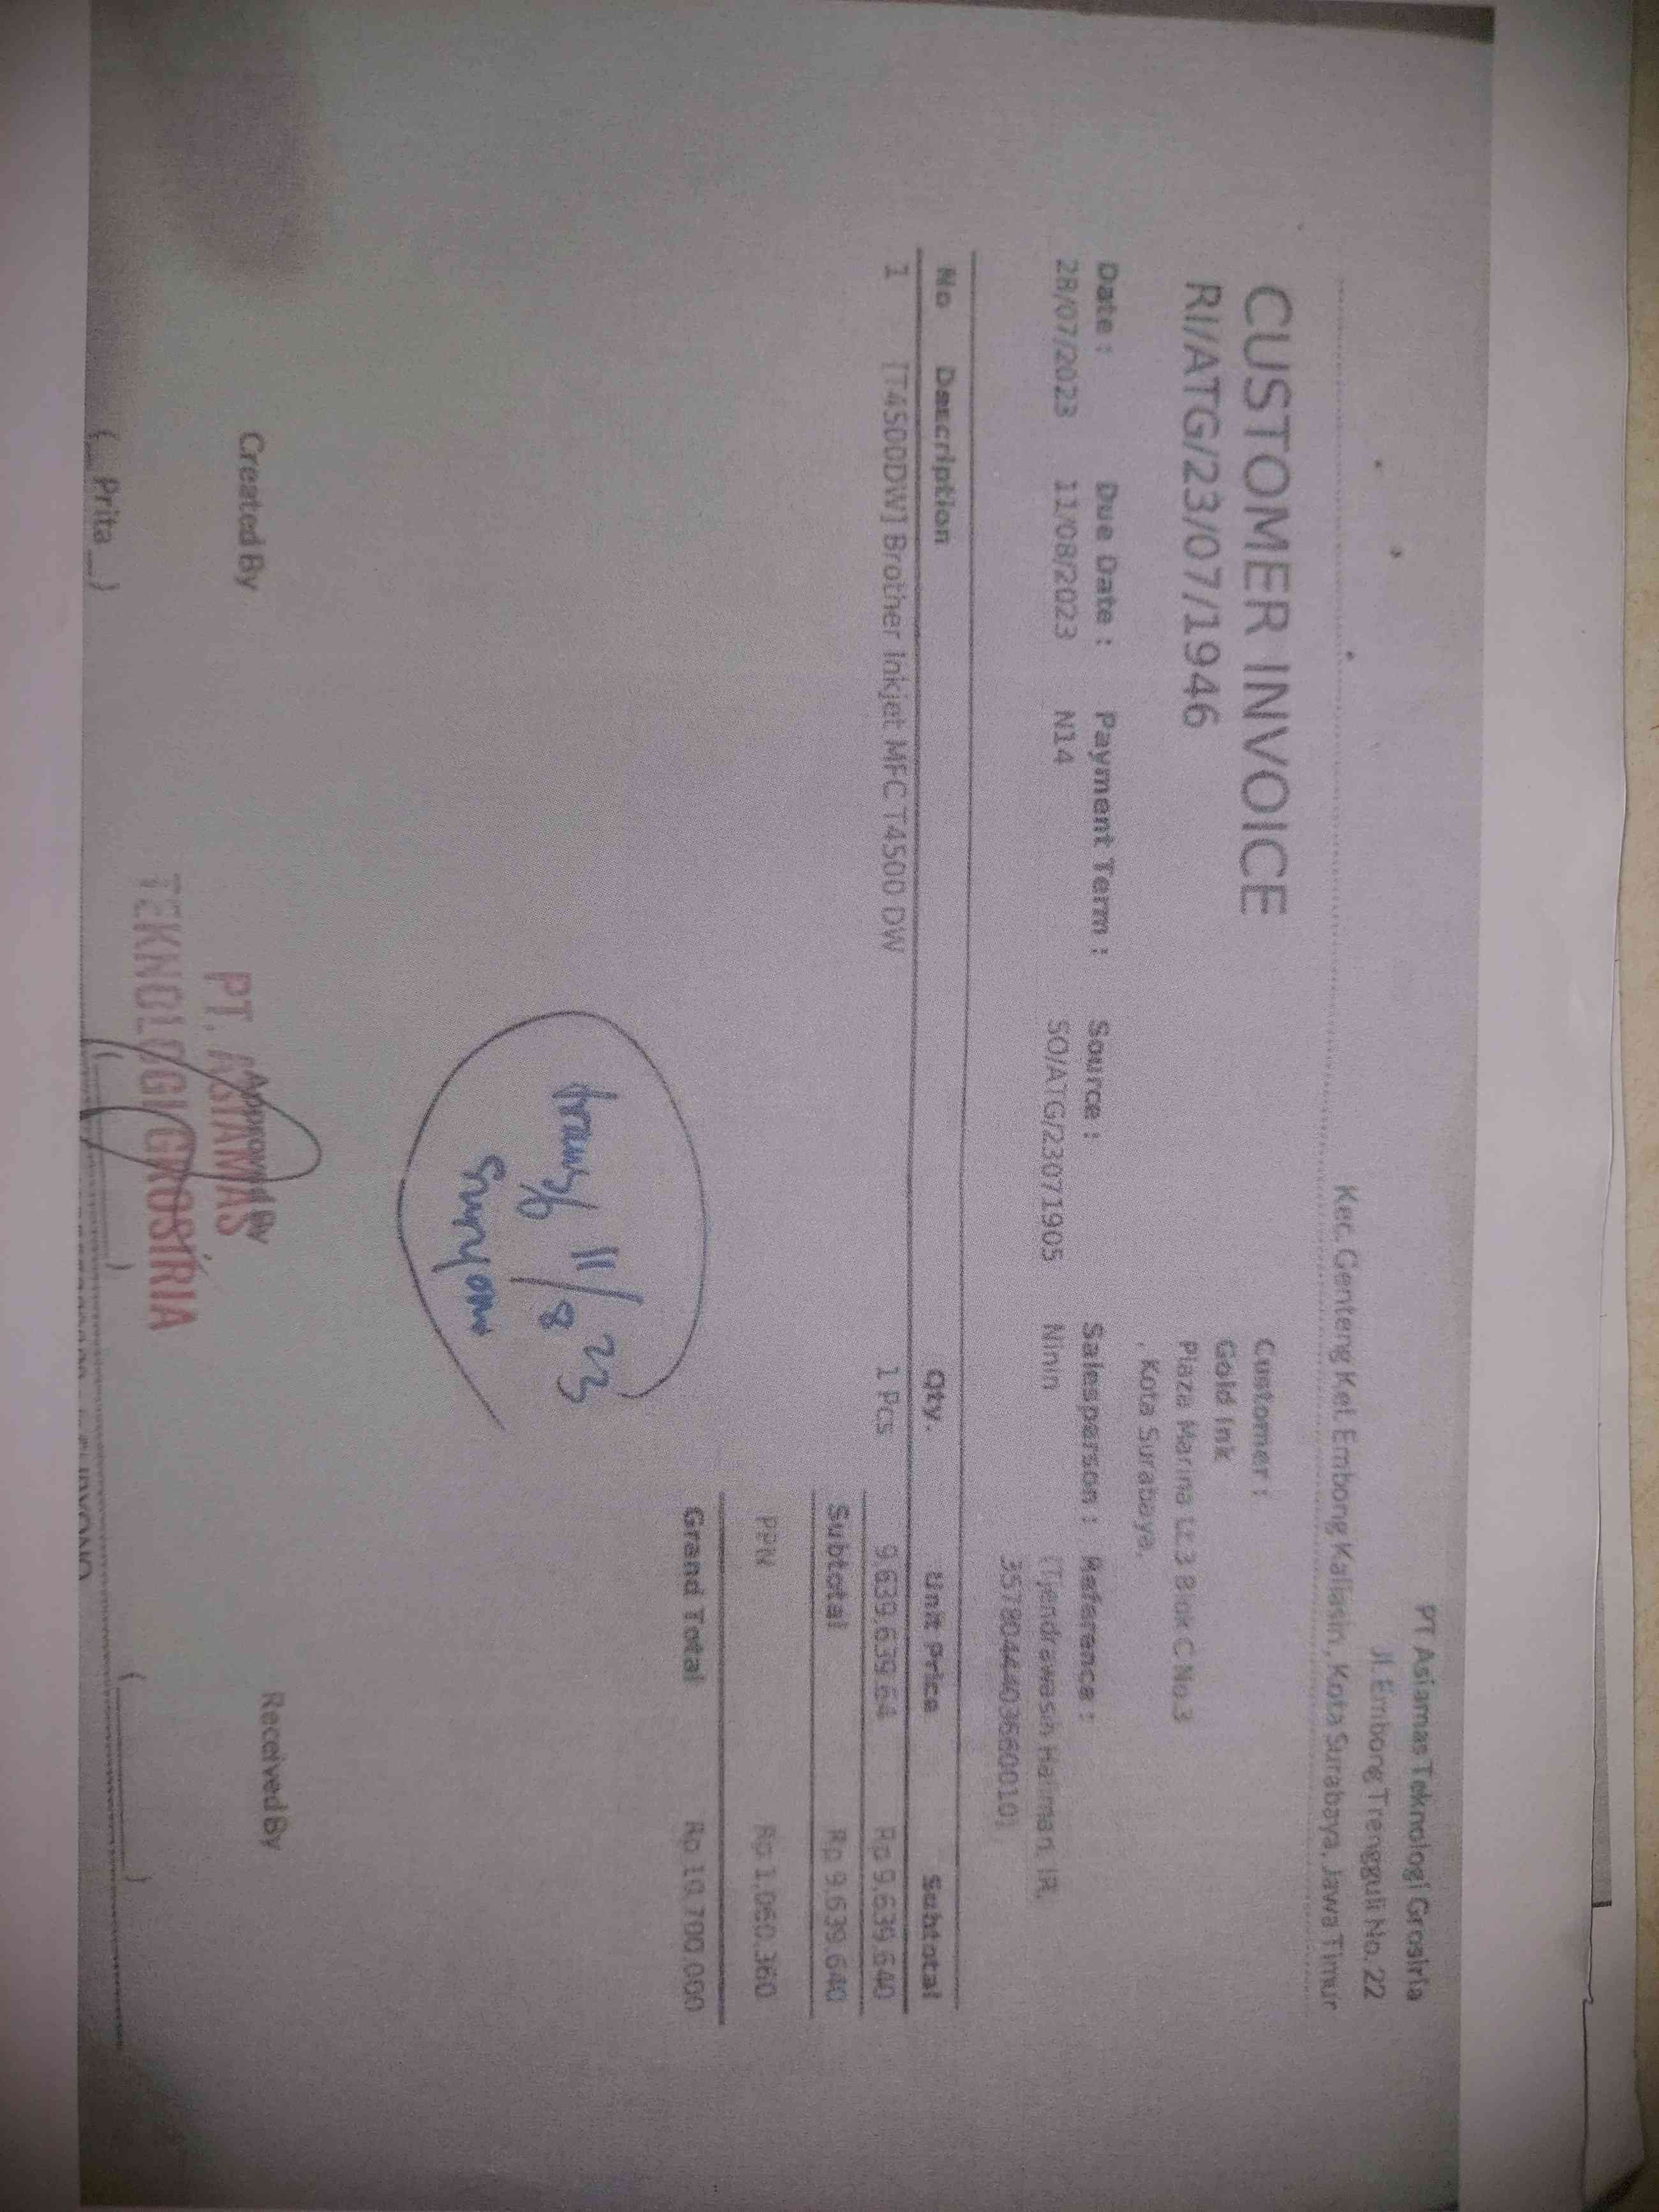 PT Asiamas Teknologi Grosiria
Jl. Embong Trengguli No. 22
Kec. Genteng Kel. Embong Kaliasin, Kota Surabaya, Jawa Timur
CUSTOMER INVOICE
RI/ATG/23/07/1946
Customer :
Gold Ink
Plaza Marina Lt.3 Blok C No.3
, Kota Surabaya,
Date : Due Date : Payment Term : Source : Salesperson : Reference :
28/07/2023 11/08/2023 N14 SO/ATG/23071905 Ninin (Tjendrawasih Haliman, IR,
No Description Qty. Unit Price Subtotal
1 [T4500DW] Brother Inkjet MFC T4500 DW 1 Pcs 9.639.639,64 Rp 9.639.640
Subtotal Rp 9.639.640
PPN Rp 1.060.360
Grand Total Rp 10.700.000
11/8 23
Created By Approved By Received By
PT. ASIAMAS
TEKNOLOGI GROSIRIA
(__Prita__) (________) (________)